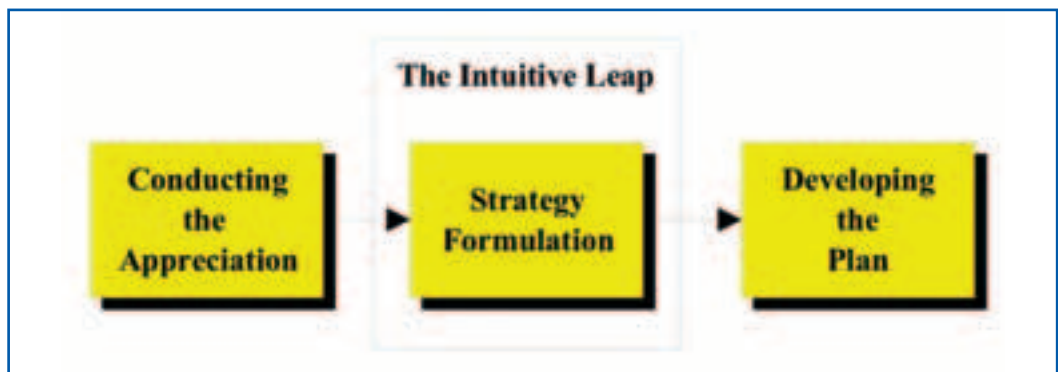 The Intuitive Leap
Conducting
the
Appreciation
Strategy
Formulation
Developing
the
Plan